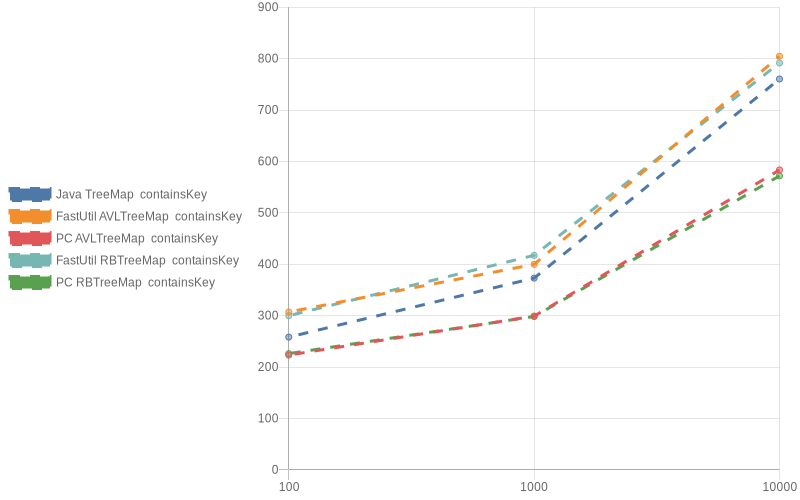 900
800
700
600
500
400
300
200
100
0
Java TreeMap containsKey
FastUtil AVLTreeMap containsKey
PC AVLTreeMap containsKey
FastUtil RBTreeMap containsKey
PC RBTreeMap containsKey
100 1000 10000